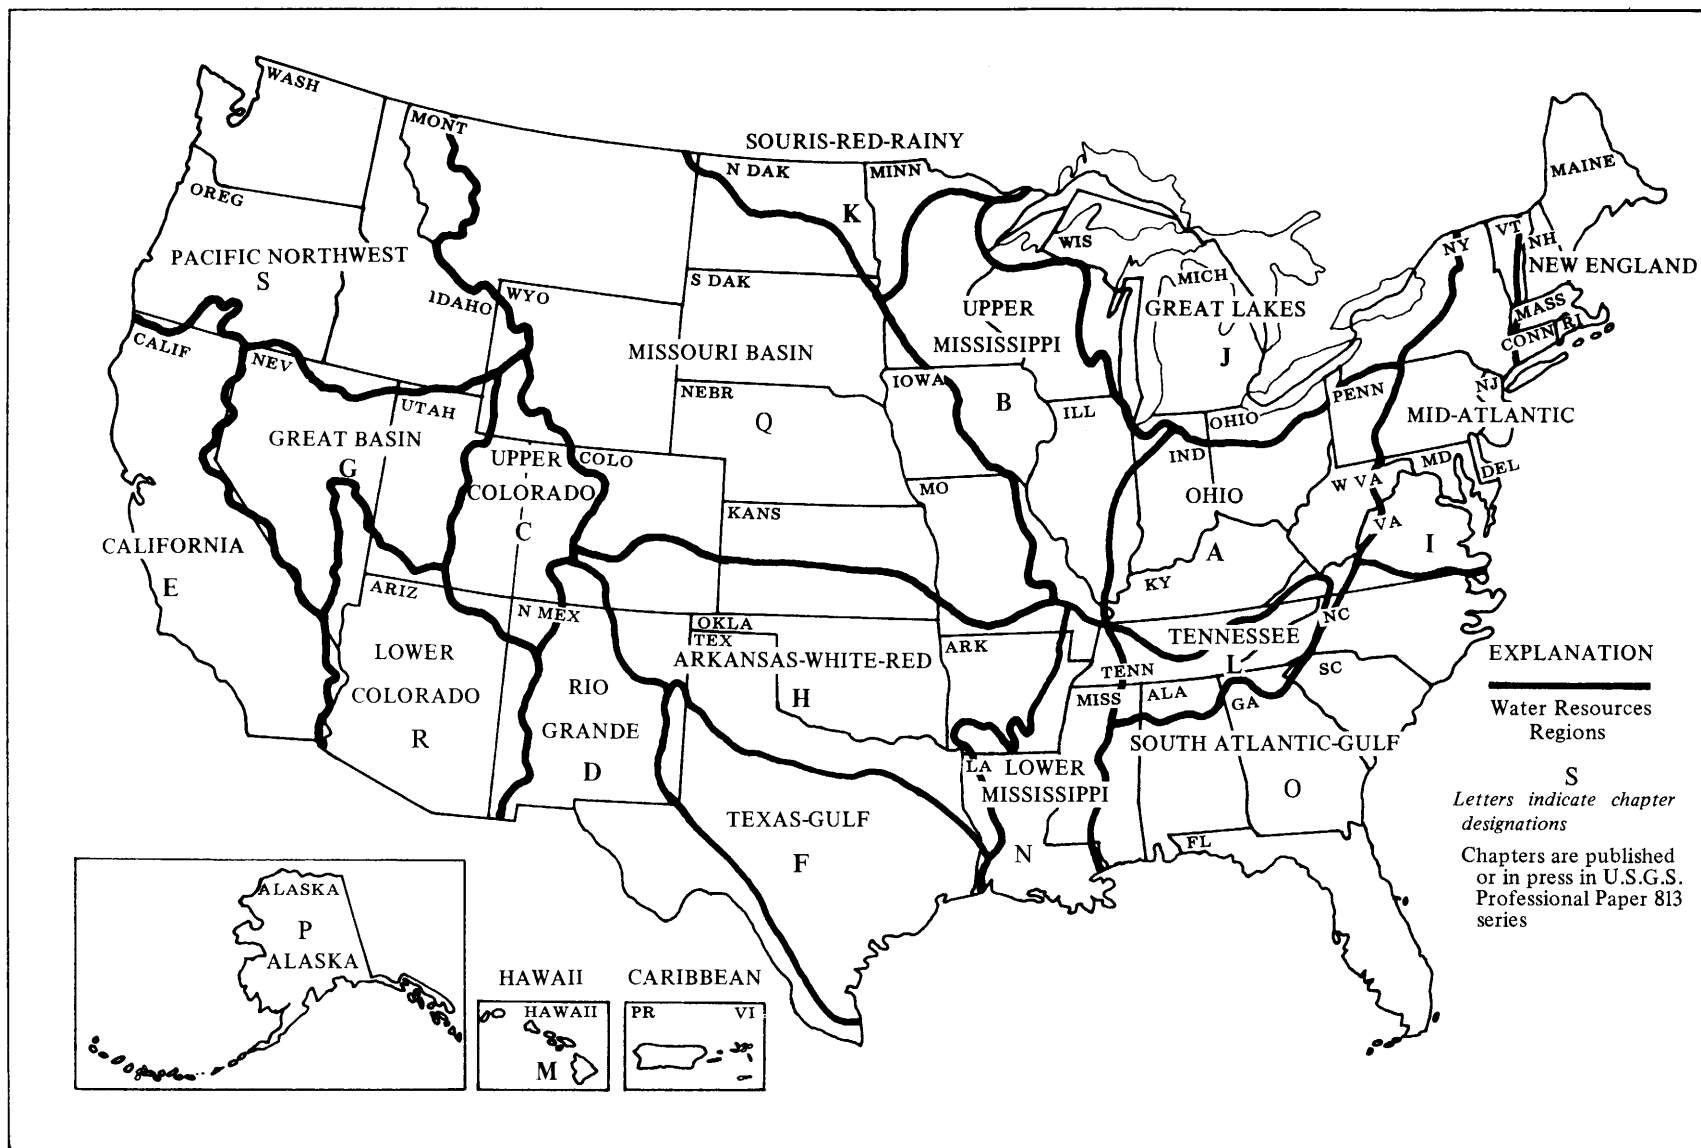 WASH
MONT
SOURIS-RED-RAINY
N DAK
MINN
MAINE
OREG
K
WIS
NY
VT
NH
PACIFIC NORTHWEST
S
IDAHO
WYO
S DAK
MICH
NEW ENGLAND
UPPER
MISSISSIPPI
GREAT LAKES
J
MASS
CONN
RI
CALIF
NEV
MISSOURI BASIN
UTAH
NEBR
Q
IOWA
B
ILL
OHIO
PENN
NJ
MID-ATLANTIC
GREAT BASIN
G
UPPER
COLORADO
C
COLO
KANS
MO
IND
OHIO
A
W VA
MD
DEL
VA
I
CALIFORNIA
E
ARIZ
N MEX
OKLA
TEX
ARK
KY
TENNESSEE
L
NC
TENN
SC
LOWER
COLORADO
R
RIO
GRANDE
D
ARKANSAS-WHITE-RED
H
MISS
ALA
GA
SOUTH ATLANTIC-GULF
O
LA
LOWER
MISSISSIPPI
N
TEXAS-GULF
F
FL
EXPLANATION
Water Resources
Regions
S
Letters indicate chapter
designations
Chapters are published
or in press in U.S.G.S.
Professional Paper 813
series
ALASKA
P
ALASKA
HAWAII
HAWAII
M
CARIBBEAN
PR
VI